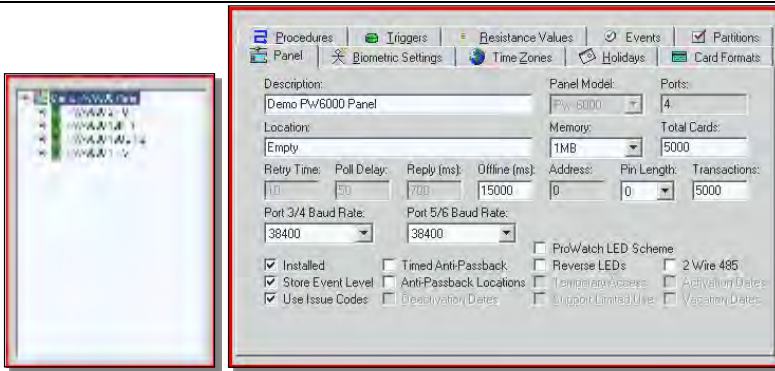 Procedures Triggers Resistance Values Events Partitions
Panel Biometric Settings Time Zones Holidays Card Formats
Description: Panel Model: Ports:
Demo PW6000 Panel PW-6000 4
Location: Memory: Total Cards:
Empty 1MB 5000
Retry Time: Poll Delay: Reply (ms): Offline (ms): Address: Pin Length: Transactions:
10 50 700 15000 0 0 5000
Port 3/4 Baud Rate: Port 5/6 Baud Rate:
38400 38400
ProWatch LED Scheme
Installed Timed Anti-Passback Reverse LEDs 2 Wire 485
Store Event Level Anti-Passback Locations Temporary Access Activation Dates
Use Issue Codes Deactivation Dates Support Limited Use Vacation Dates